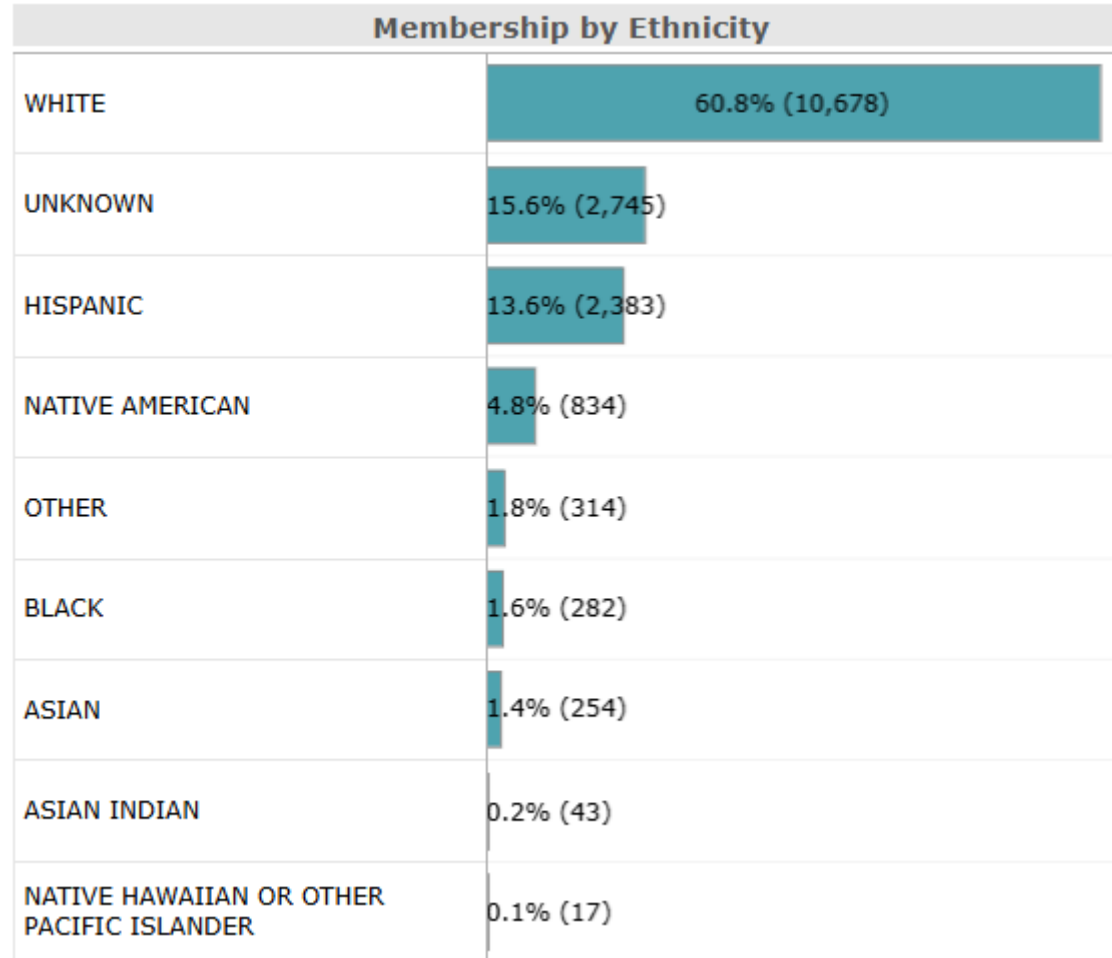 Membership by Ethnicity
WHITE 60.8% (10,678)
UNKNOWN 15.6% (2,745)
HISPANIC 13.6% (2,383)
NATIVE AMERICAN 4.8% (834)
OTHER 1.8% (314)
BLACK 1.6% (282)
ASIAN 1.4% (254)
ASIAN INDIAN 0.2% (43)
NATIVE HAWAIIAN OR OTHER
PACIFIC ISLANDER 0.1% (17)